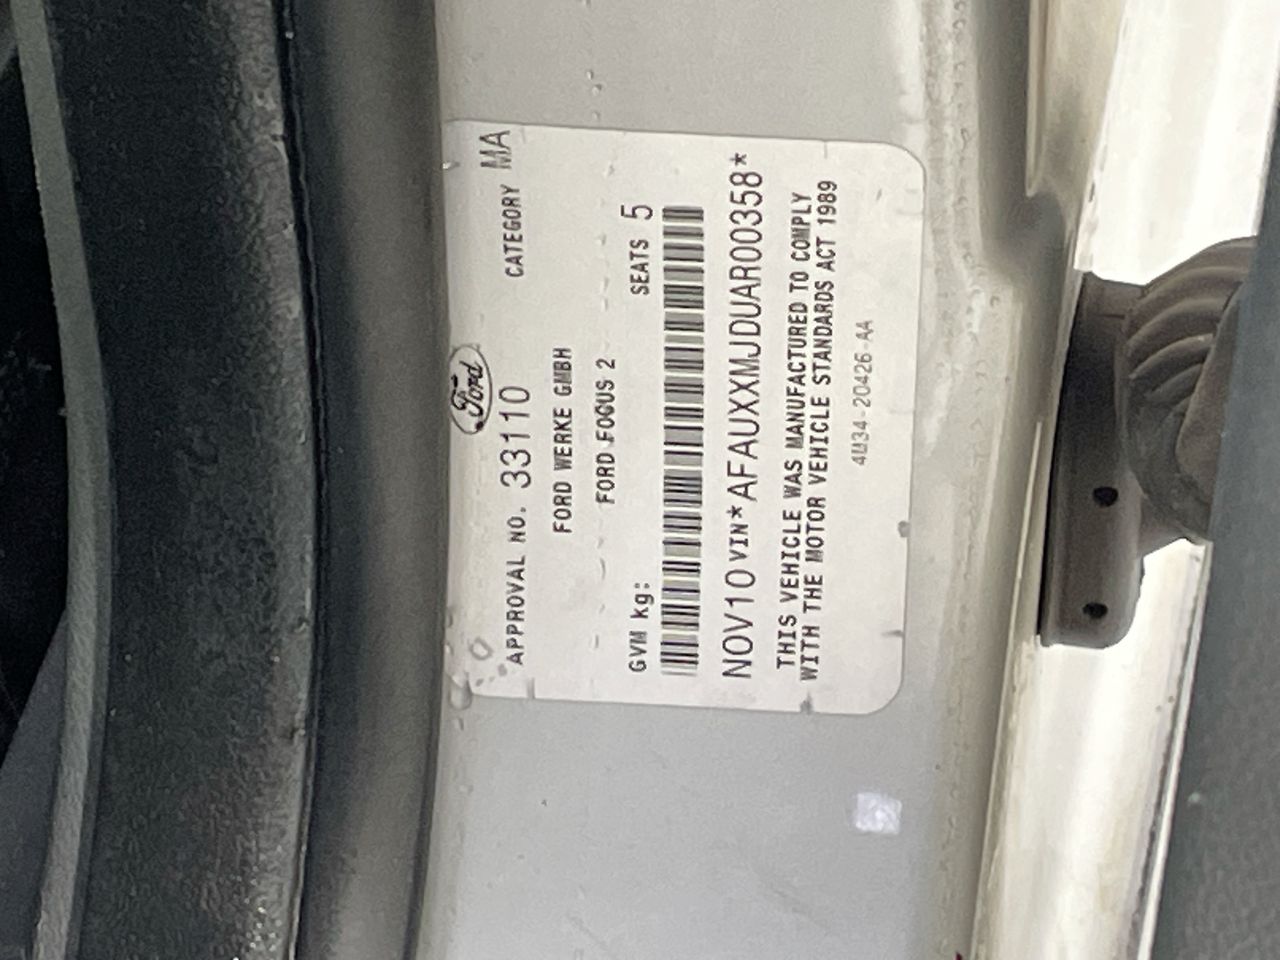 Ford
APPROVAL NO. 33110 CATEGORY MA
FORD WERKE GMBH
FORD FOCUS 2
GVM kg: SEATS 5
NOV10 VIN*AFAUXXMJDUAR00358*
THIS VEHICLE WAS MANUFACTURED TO COMPLY
WITH THE MOTOR VEHICLE STANDARDS ACT 1989
4M34-20426-AA